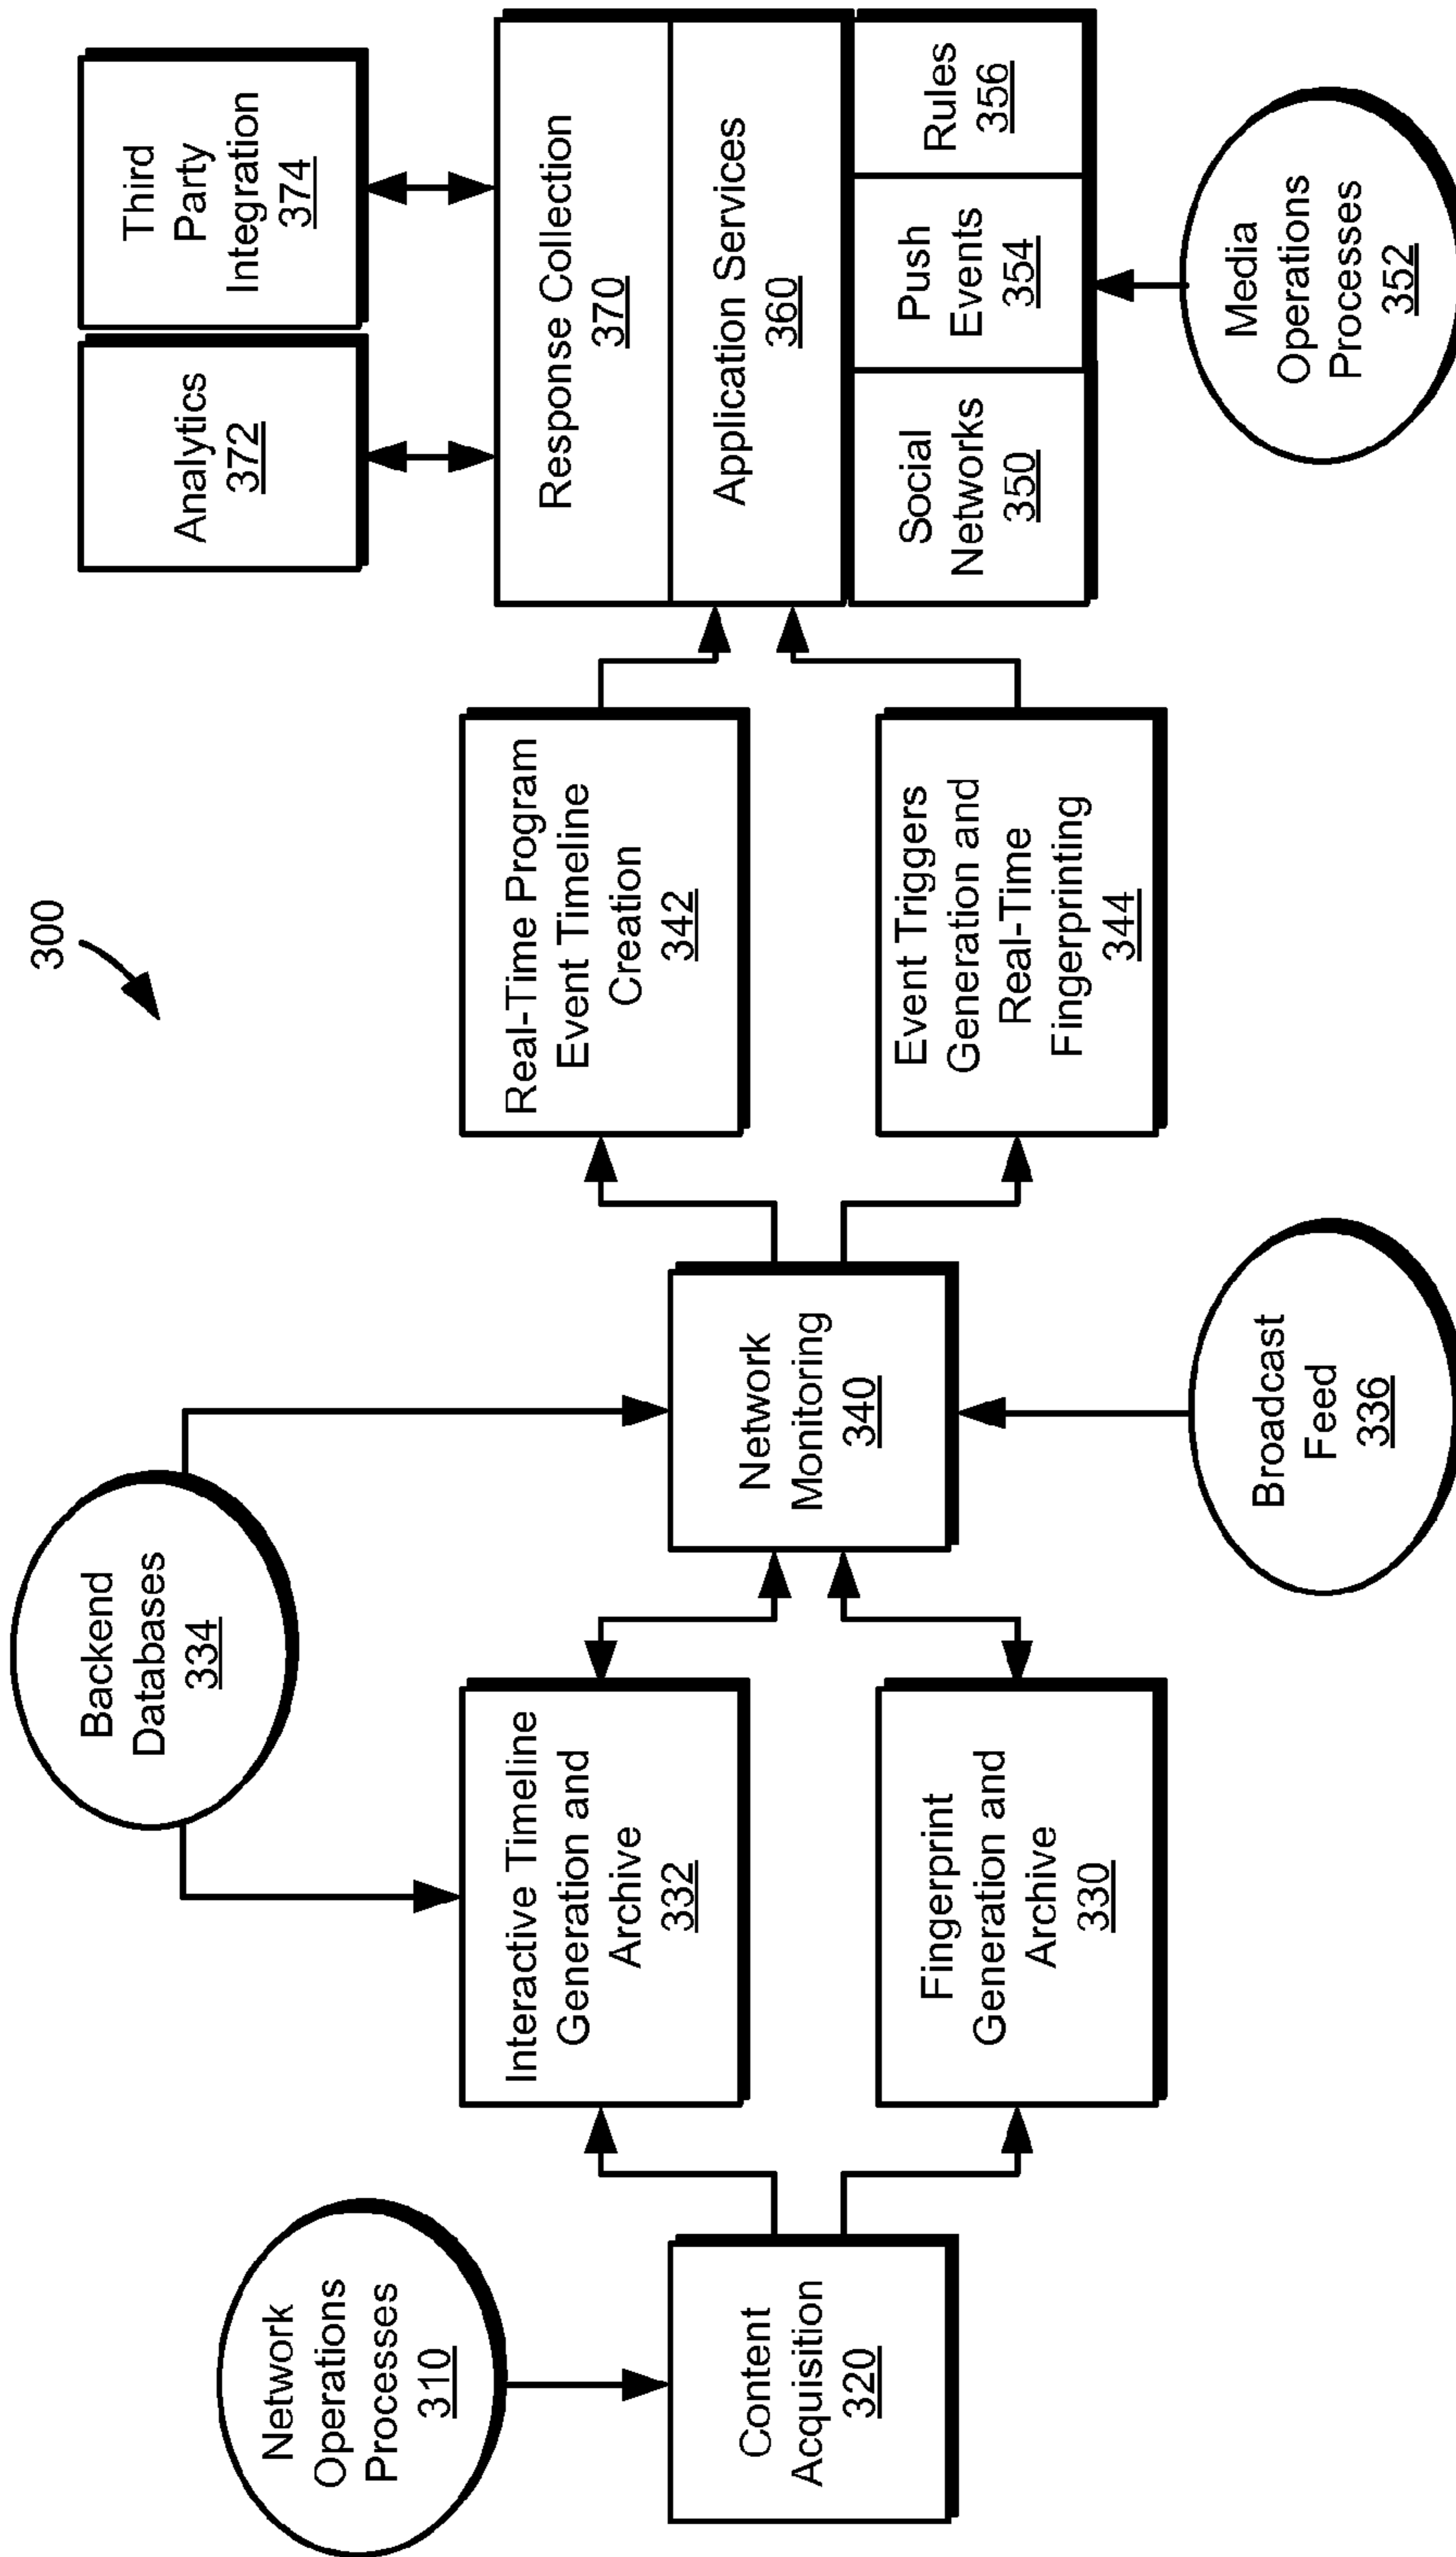 300
Network
Operations
Processes
310
Content
Acquisition
320
Backend
Databases
334
Interactive Timeline
Generation and
Archive
332
Fingerprint
Generation and
Archive
330
Network
Monitoring
340
Broadcast
Feed
336
Real-Time Program
Event Timeline
Creation
342
Event Triggers
Generation and
Real-Time
Fingerprinting
344
Analytics
372
Third
Party
Integration
374
Response Collection
370
Application Services
360
Social
Networks
350
Push
Events
354
Rules
356
Media
Operations
Processes
352